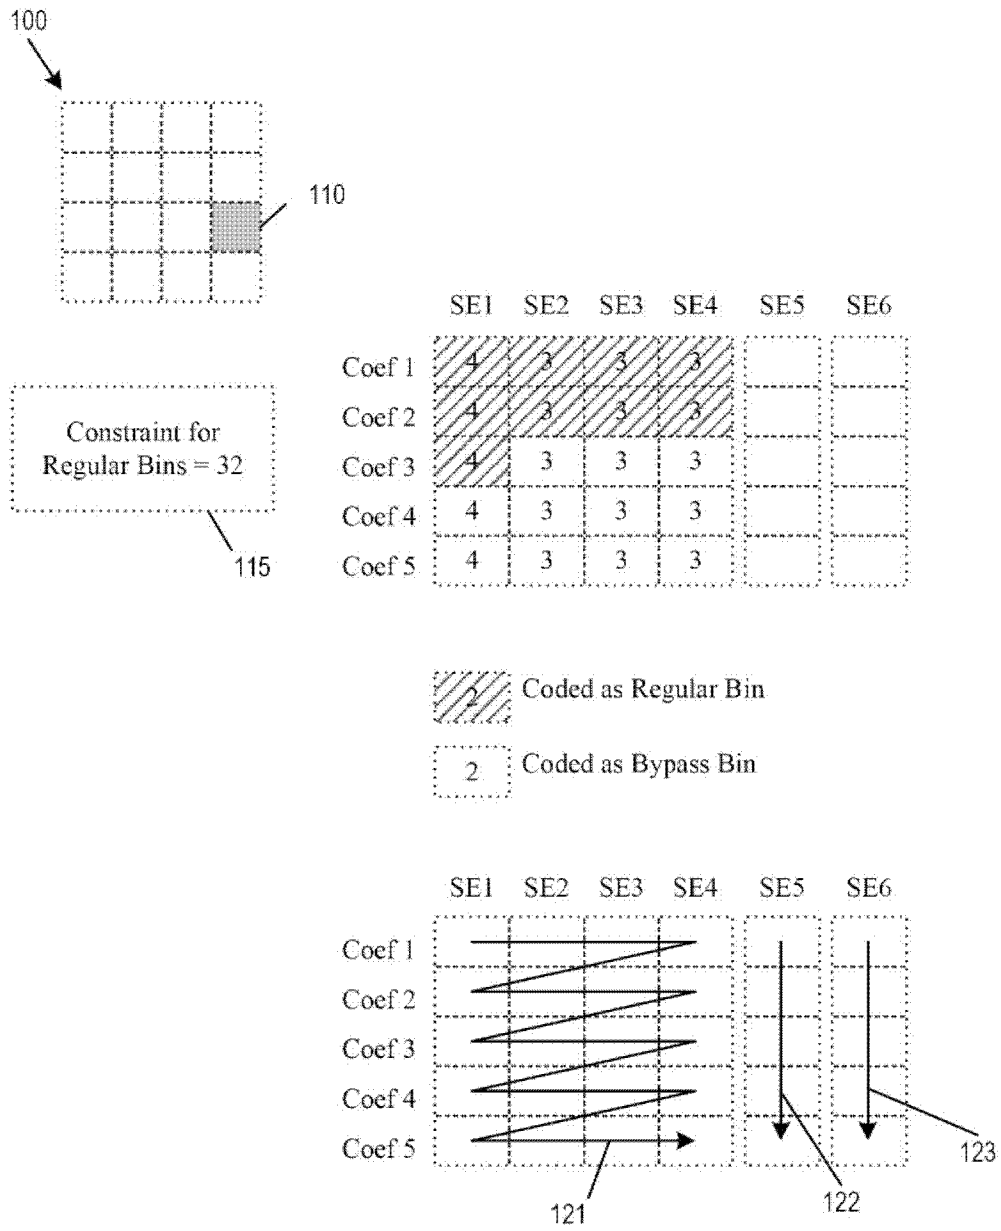 100
110
SE1 SE2 SE3 SE4 SE5 SE6
Coef 1 4 3 3 3
Coef 2 4 3 3 3
Constraint for
Regular Bins = 32
Coef 3 4 3 3 3
Coef 4 4 3 3 3
115
Coef 5 4 3 3 3
2 Coded as Regular Bin
2 Coded as Bypass Bin
SE1 SE2 SE3 SE4 SE5 SE6
Coef 1
Coef 2
Coef 3
Coef 4
Coef 5
121
122
123